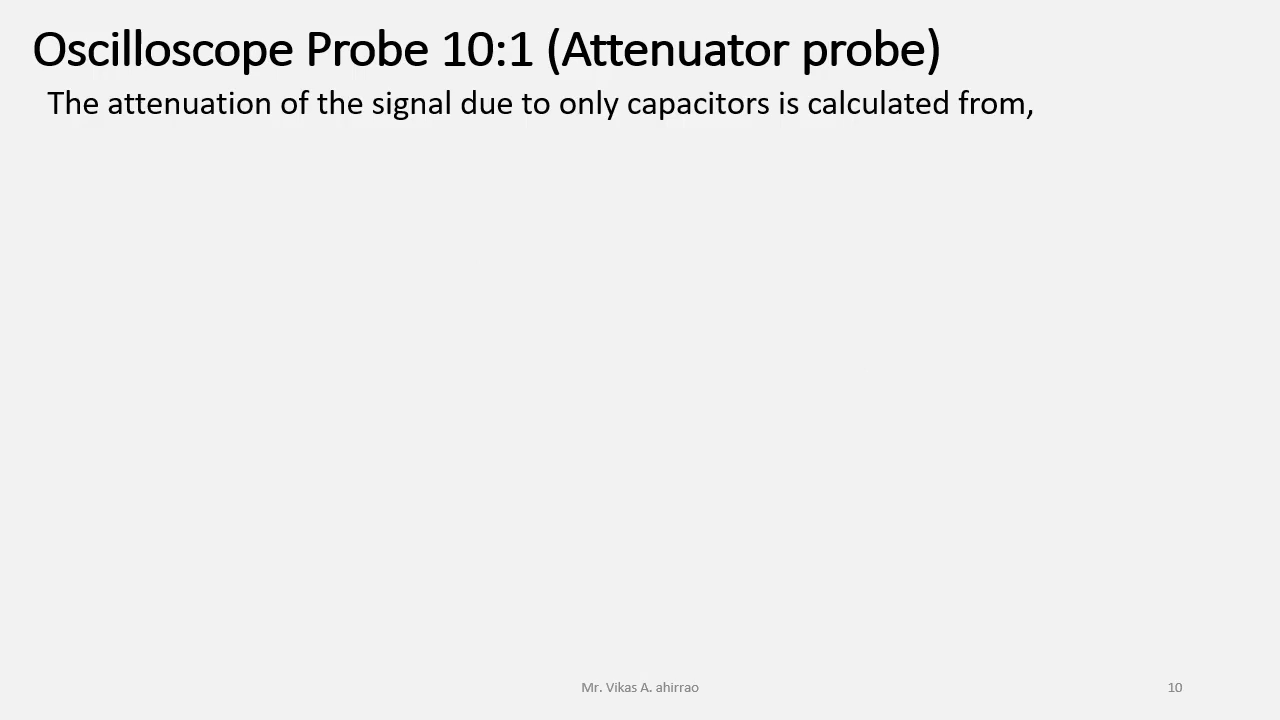 Oscilloscope Probe 10:1 (Attenuator probe)
The attenuation of the signal due to only capacitors is calculated from,
Mr. Vikas A. ahirrao
10